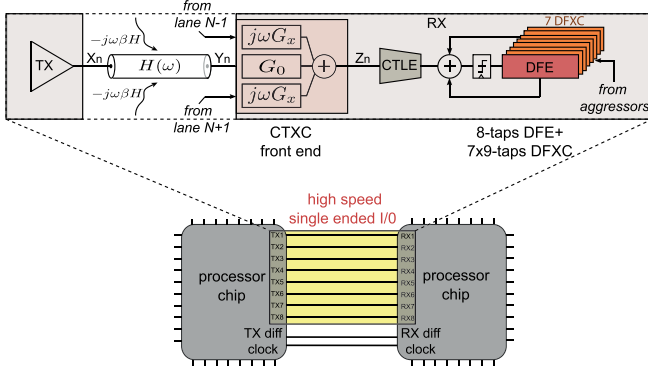 from
lane N-1
RX
7 DFXC
−jωβH
jωGx
TX
Xn
H(ω)
Yn
G0
Zn
CTLE
DFE
−jωβH
jωGx
from
lane N+1
from
aggressors
CTXC
front end
8-taps DFE+
7x9-taps DFXC
high speed
single ended I/0
TX1
RX1
TX2
RX2
TX3
RX3
TX4
RX4
TX5
RX5
TX6
RX6
TX7
RX7
TX8
RX8
processor
chip
processor
chip
TX diff
clock
RX diff
clock